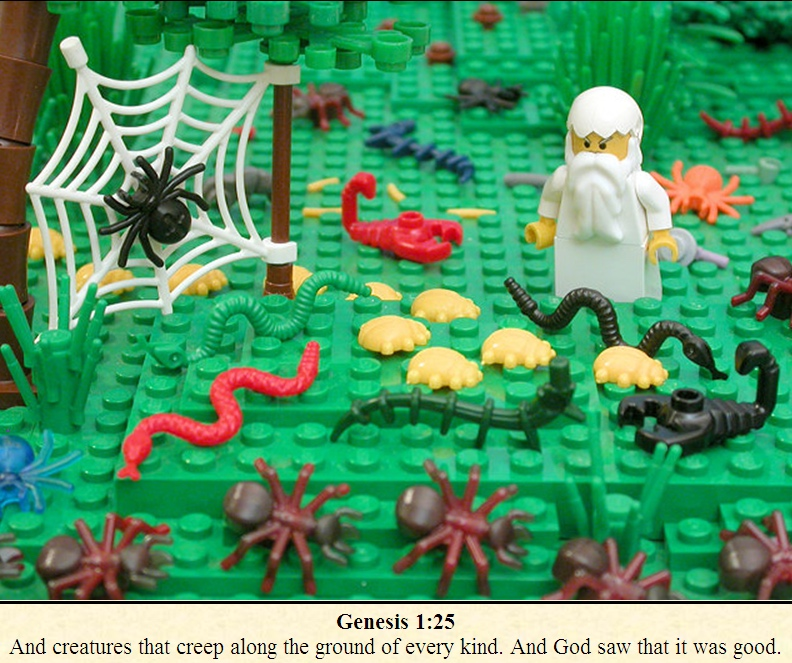 Genesis 1:25
And creatures that creep along the ground of every kind. And God saw that it was good.